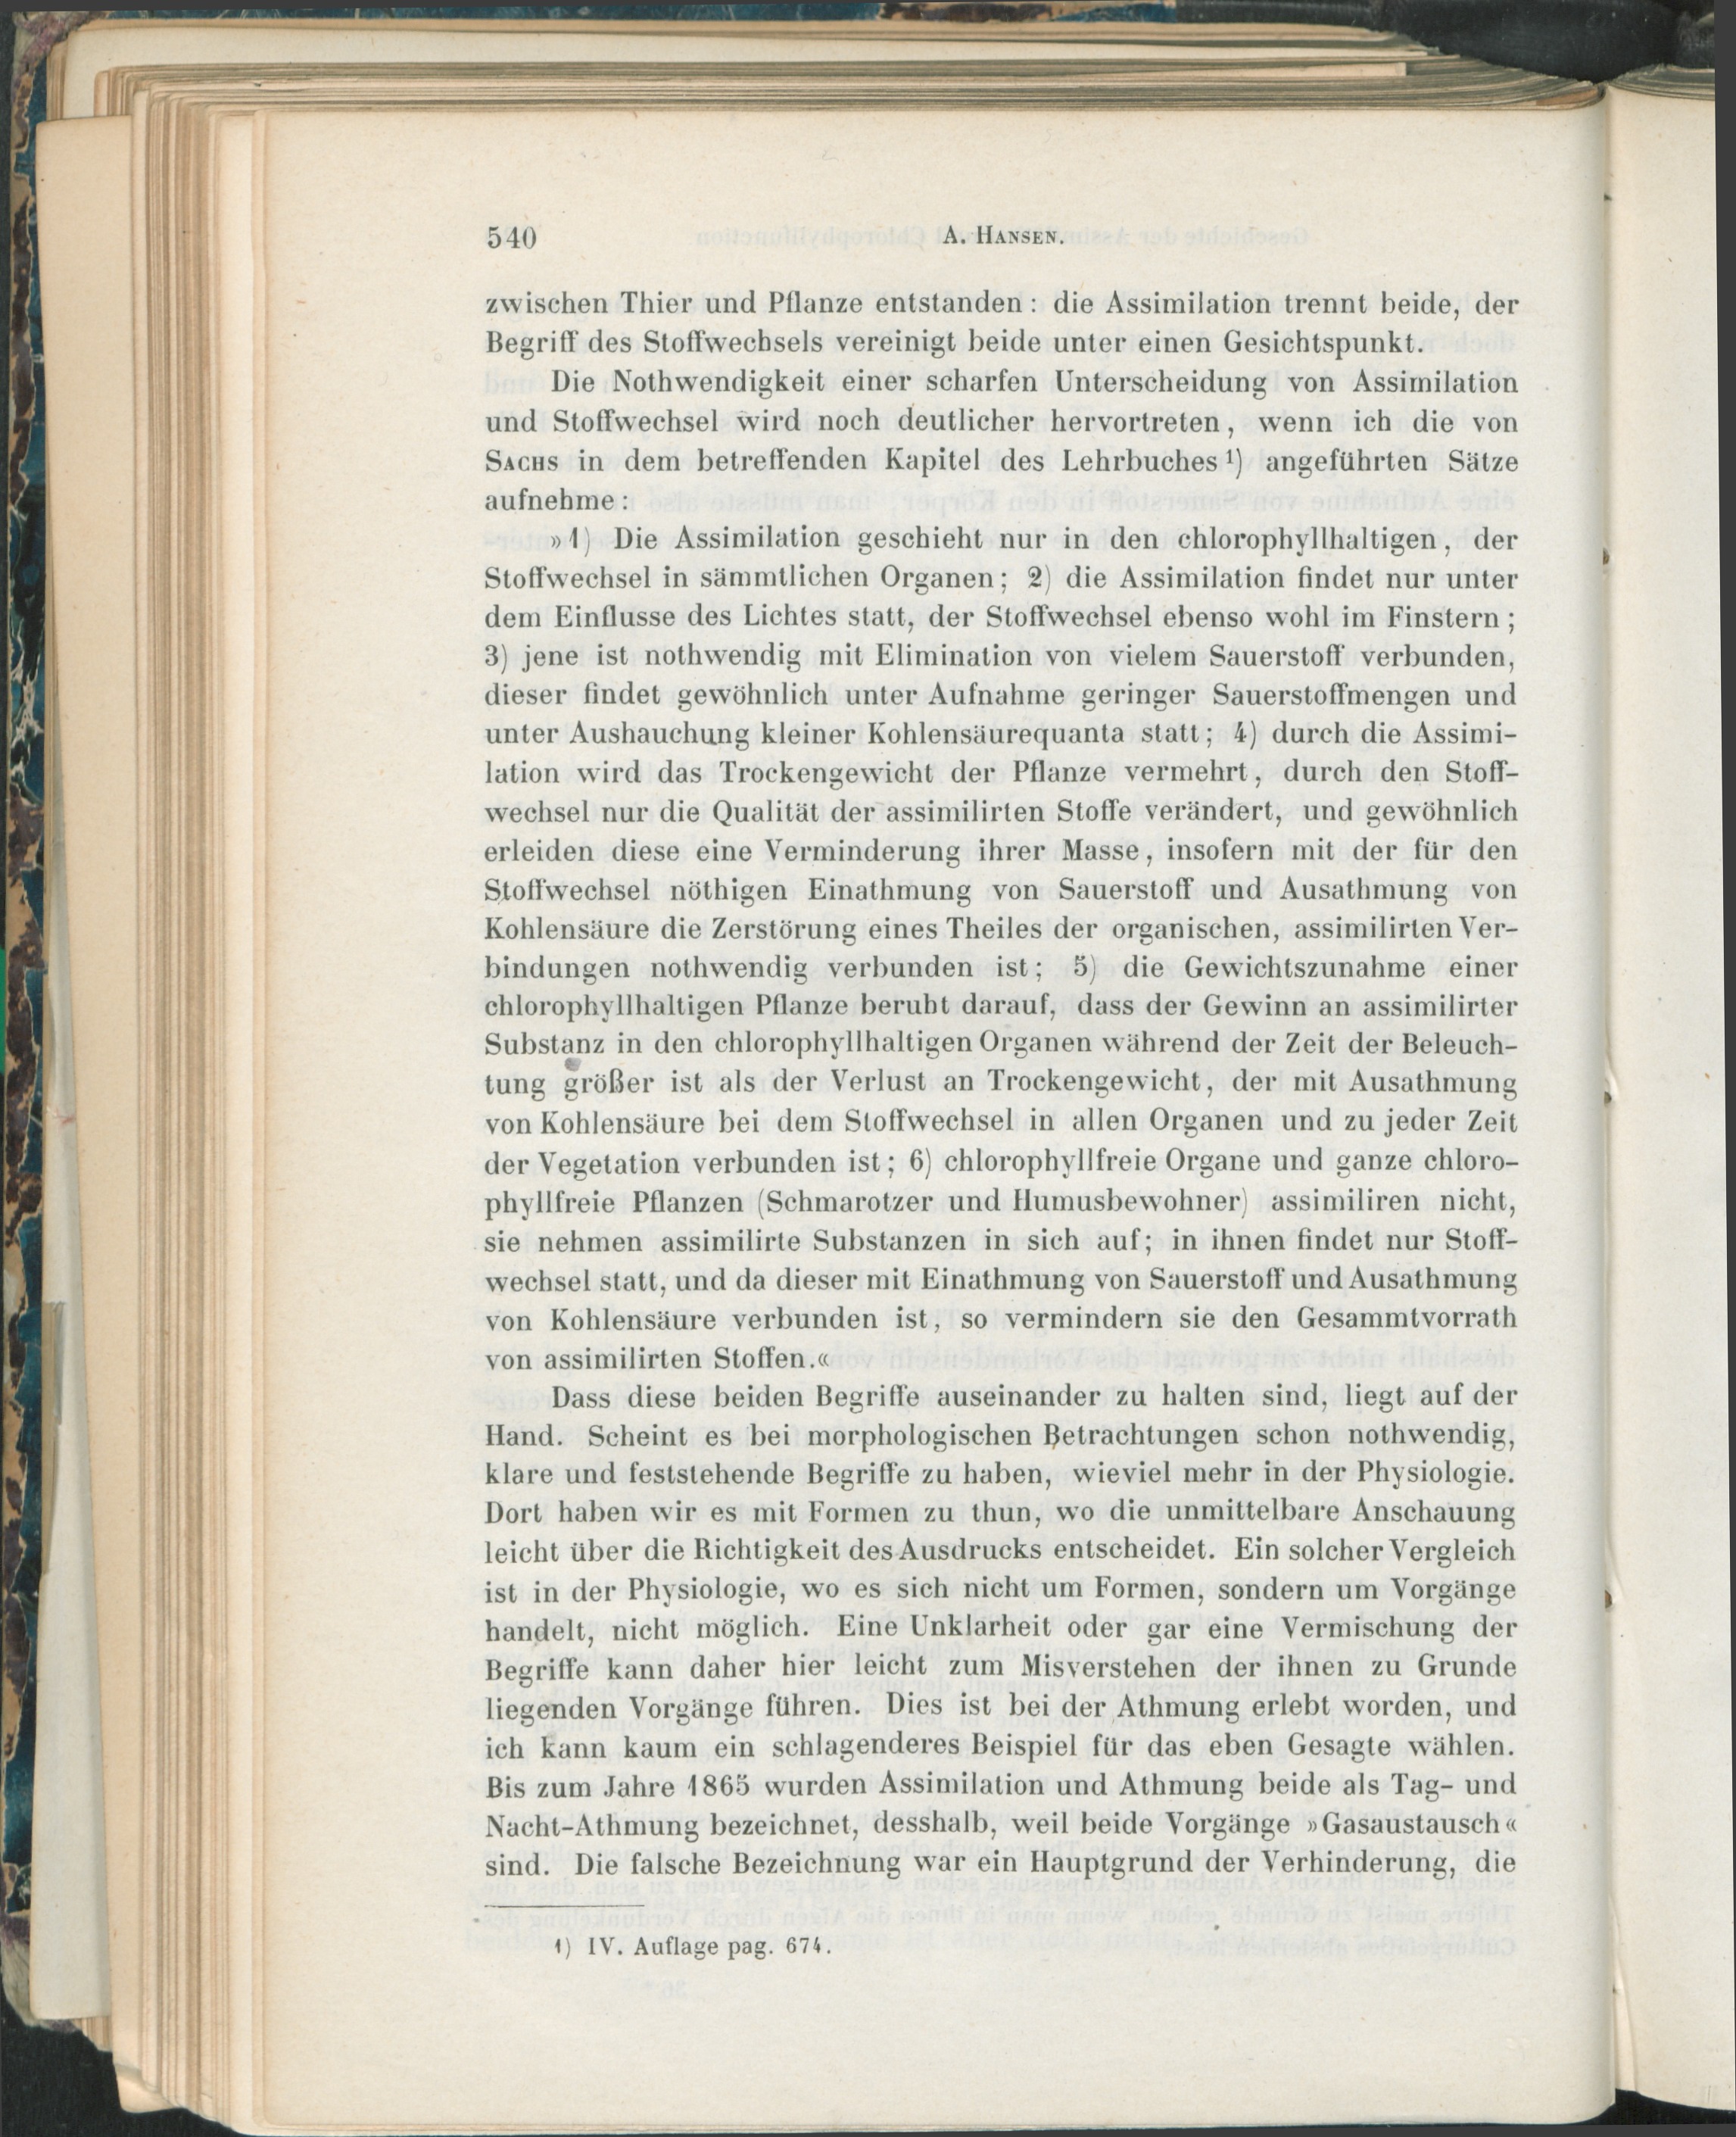 540
A. HANSEN.
zwischen Thier und Pflanze entstanden: die Assimilation trennt beide, der
Begriff des Stoffwechsels vereinigt beide unter einen Gesichtspunkt.
Die Nothwendigkeit einer scharfen Unterscheidung von Assimilation
und Stoffwechsel wird noch deutlicher hervortreten, wenn ich die von
SACHS in dem betreffenden Kapitel des Lehrbuches 1) angeführten Sätze
aufnehme:
»1) Die Assimilation geschieht nur in den chlorophyllhaltigen, der
Stoffwechsel in sämmtlichen Organen; 2) die Assimilation findet nur unter
dem Einflusse des Lichtes statt, der Stoffwechsel ebenso wohl im Finstern;
3) jene ist nothwendig mit Elimination von vielem Sauerstoff verbunden,
dieser findet gewöhnlich unter Aufnahme geringer Sauerstoffmengen und
unter Aushauchung kleiner Kohlensäurequanta statt; 4) durch die Assimi-
lation wird das Trockengewicht der Pflanze vermehrt, durch den Stoff-
wechsel nur die Qualität der assimilirten Stoffe verändert, und gewöhnlich
erleiden diese eine Verminderung ihrer Masse, insofern mit der für den
Stoffwechsel nöthigen Einathmung von Sauerstoff und Ausathmung von
Kohlensäure die Zerstörung eines Theiles der organischen, assimilirten Ver-
bindungen nothwendig verbunden ist; 5) die Gewichtszunahme einer
chlorophyllhaltigen Pflanze beruht darauf, dass der Gewinn an assimilirter
Substanz in den chlorophyllhaltigen Organen während der Zeit der Beleuch-
tung größer ist als der Verlust an Trockengewicht, der mit Ausathmung
von Kohlensäure bei dem Stoffwechsel in allen Organen und zu jeder Zeit
der Vegetation verbunden ist; 6) chlorophyllfreie Organe und ganze chloro-
phyllfreie Pflanzen (Schmarotzer und Humusbewohner) assimiliren nicht,
sie nehmen assimilirte Substanzen in sich auf; in ihnen findet nur Stoff-
wechsel statt, und da dieser mit Einathmung von Sauerstoff und Ausathmung
von Kohlensäure verbunden ist, so vermindern sie den Gesammtvorrath
von assimilirten Stoffen.«
Dass diese beiden Begriffe auseinander zu halten sind, liegt auf der
Hand. Scheint es bei morphologischen Betrachtungen schon nothwendig,
klare und feststehende Begriffe zu haben, wieviel mehr in der Physiologie.
Dort haben wir es mit Formen zu thun, wo die unmittelbare Anschauung
leicht über die Richtigkeit des Ausdrucks entscheidet. Ein solcher Vergleich
ist in der Physiologie, wo es sich nicht um Formen, sondern um Vorgänge
handelt, nicht möglich. Eine Unklarheit oder gar eine Vermischung der
Begriffe kann daher hier leicht zum Misverstehen der ihnen zu Grunde
liegenden Vorgänge führen. Dies ist bei der Athmung erlebt worden, und
ich kann kaum ein schlagenderes Beispiel für das eben Gesagte wählen.
Bis zum Jahre 1865 wurden Assimilation und Athmung beide als Tag- und
Nacht-Athmung bezeichnet, desshalb, weil beide Vorgänge »Gasaustausch«
sind. Die falsche Bezeichnung war ein Hauptgrund der Verhinderung, die
1) IV. Auflage pag. 674.